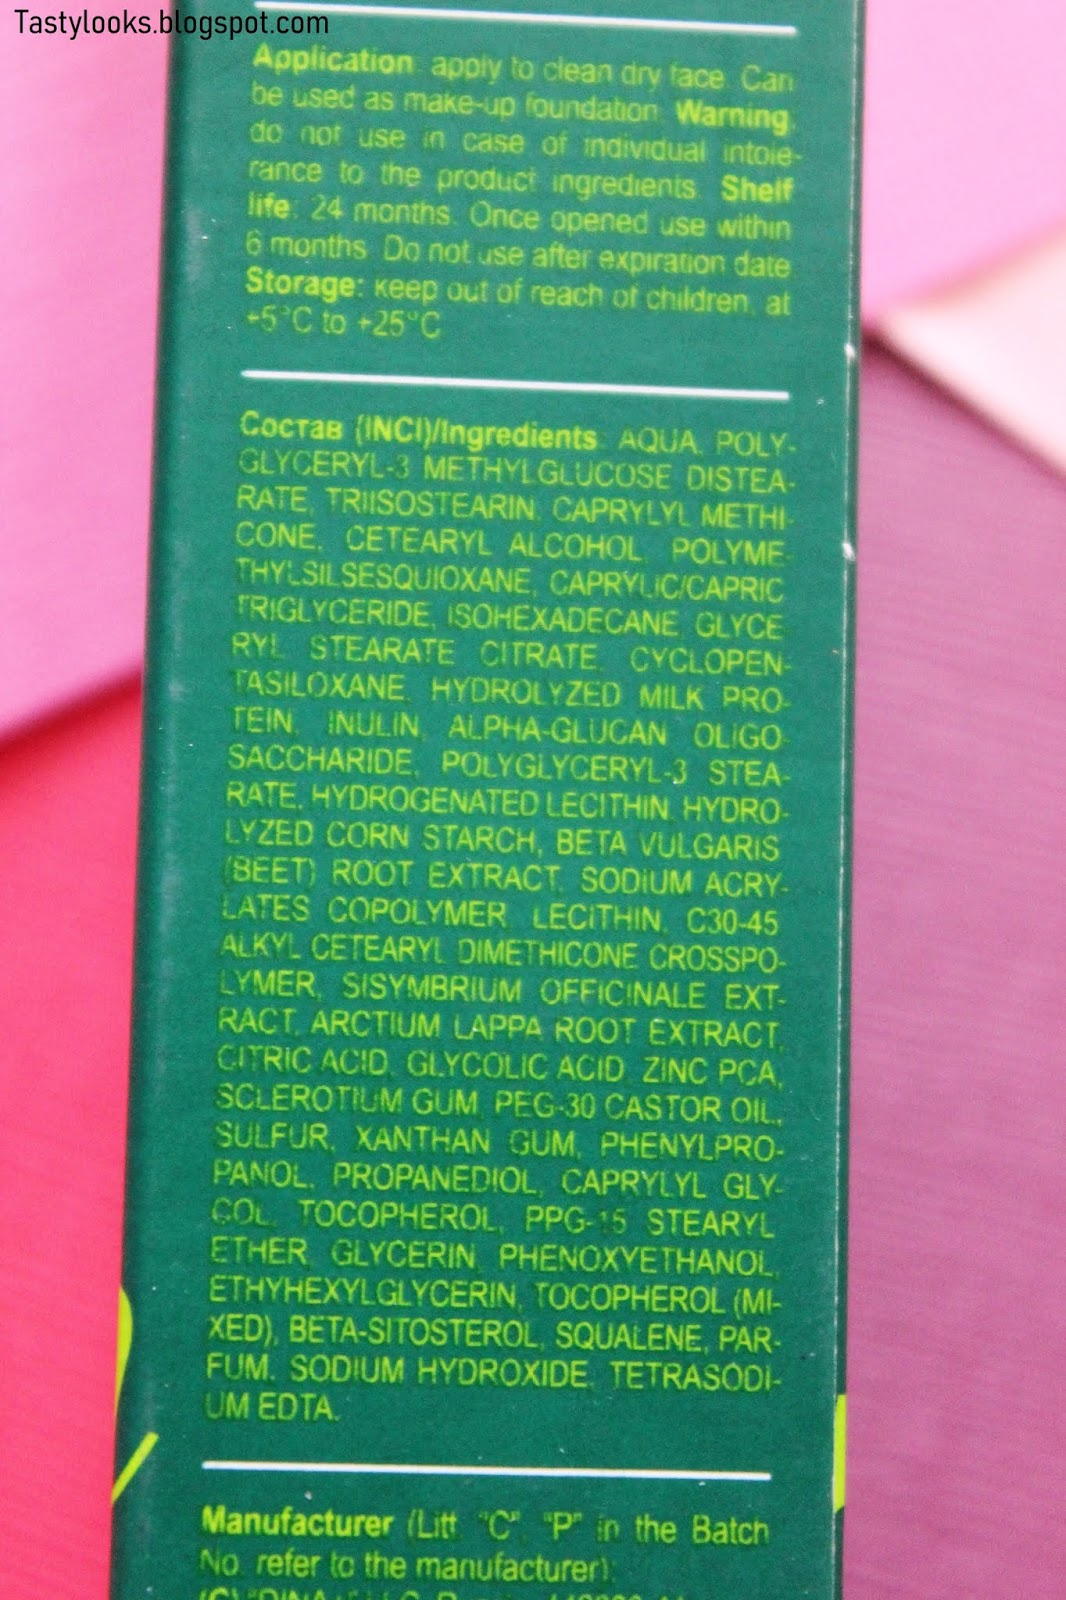 Tastylooks.blogspot.com
Application: apply to clean dry face. Can
be used as make-up foundation. Warning:
do not use in case of individual intole-
rance to the product ingredients. Shelf
life: 24 months. Once opened use within
6 months. Do not use after expiration date.
Storage: keep out of reach of children, at
+5°C to +25°C
Состав (INCI)/Ingredients: AQUA, POLY-
GLYCERYL-3 METHYLGLUCOSE DISTEA-
RATE, TRIISOSTEARIN, CAPRYLYL METHI-
CONE, CETEARYL ALCOHOL, POLYME-
THYLSILSESQUIOXANE, CAPRYLIC/CAPRIC
TRIGLYCERIDE, ISOHEXADECANE, GLYCE-
RYL STEARATE CITRATE, CYCLOPEN-
TASILOXANE, HYDROLYZED MILK PRO-
TEIN, INULIN, ALPHA-GLUCAN OLIGO-
SACCHARIDE, POLYGLYCERYL-3 STEA-
RATE, HYDROGENATED LECITHIN, HYDRO-
LYZED CORN STARCH, BETA VULGARIS
(BEET) ROOT EXTRACT, SODIUM ACRY-
LATES COPOLYMER, LECITHIN, C30-45
ALKYL CETEARYL DIMETHICONE CROSSPO-
LYMER, SISYMBRIUM OFFICINALE EXT-
RACT, ARCTIUM LAPPA ROOT EXTRACT,
CITRIC ACID, GLYCOLIC ACID, ZINC PCA,
SCLEROTIUM GUM, PEG-30 CASTOR OIL,
SULFUR, XANTHAN GUM, PHENYLPRO-
PANOL, PROPANEDIOL, CAPRYLYL GLY-
COL, TOCOPHEROL, PPG-15 STEARYL
ETHER, GLYCERIN, PHENOXYETHANOL,
ETHYHEXYLGLYCERIN, TOCOPHEROL (MI-
XED), BETA-SITOSTEROL, SQUALENE, PAR-
FUM, SODIUM HYDROXIDE, TETRASODI-
UM EDTA.
Manufacturer (Litt. "C", "P" in the Batch
No. refer to the manufacturer):